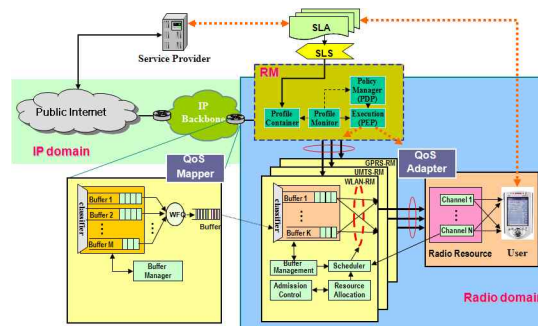 SLA
Service Provider
SLS
RM
Policy
Manager
(PDP)
Public Internet
IP
Backbone
Profile
Container
Profile
Monitor
Execution
(PEP)
IP domain
QoS
Mapper
GPRS-RM
UMTS-RM
WLAN-RM
QoS
Adapter
classifier
Buffer 1
Buffer 2
Buffer M
WFQ
Buffer
Buffer
Manager
classifier
Buffer 1
Buffer K
Buffer
Management
Scheduler
Admission
Control
Resource
Allocation
Channel 1
Channel N
Radio Resource
User
Radio domain